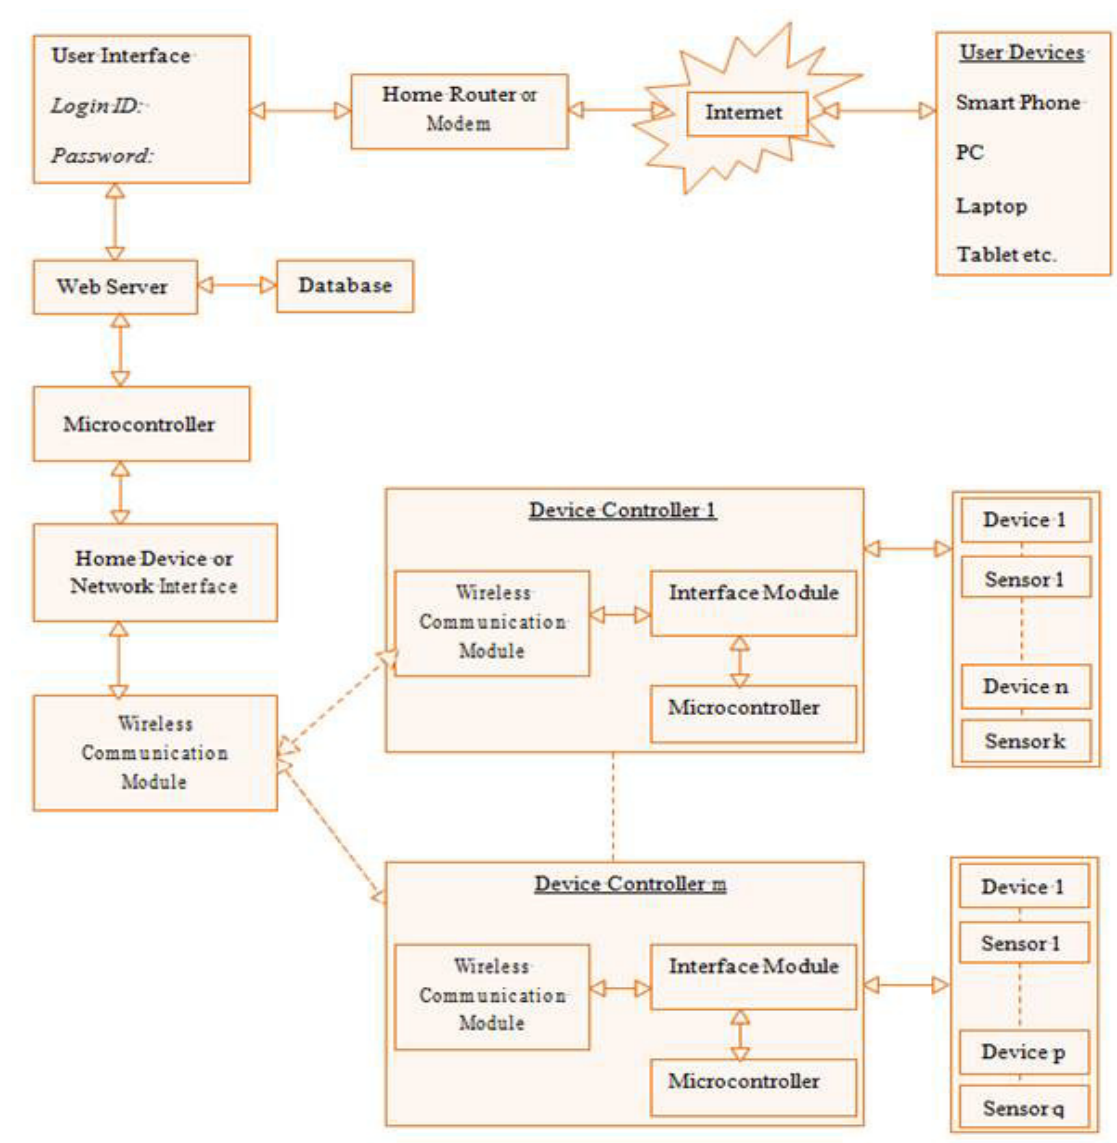 User Interface
Login ID:
Password:
Home Router or
Modem
Internet
User Devices
Smart Phone
PC
Laptop
Tablet etc.
Web Server
Database
Microcontroller
Home Device or
Network Interface
Wireless
Communication
Module
Device Controller 1
Wireless
Communication
Module
Interface Module
Microcontroller
Device 1
Sensor 1
Device n
Sensor k
Device Controller m
Wireless
Communication
Module
Interface Module
Microcontroller
Device 1
Sensor 1
Device p
Sensor q